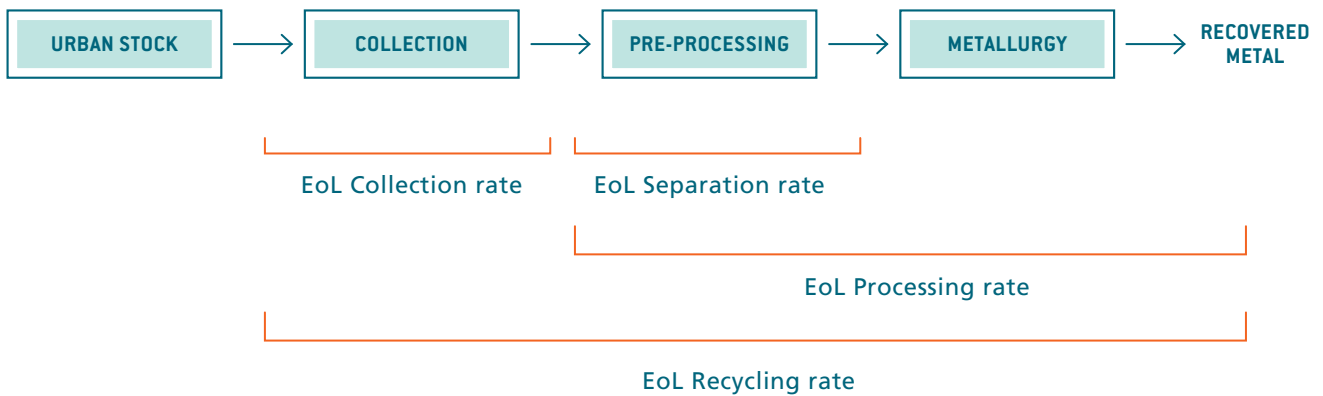 URBAN STOCK
COLLECTION
PRE-PROCESSING
METALLURGY
RECOVERED
METAL
EoL Collection rate
EoL Separation rate
EoL Processing rate
EoL Recycling rate